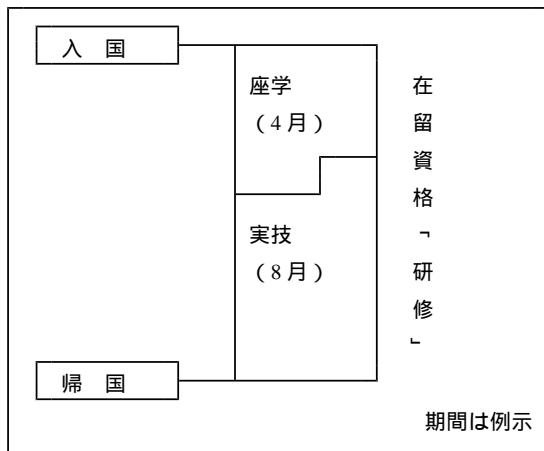 入　国
座学
（4月）
在留資格「研修」
実技
（8月）
帰　国
期間は例示